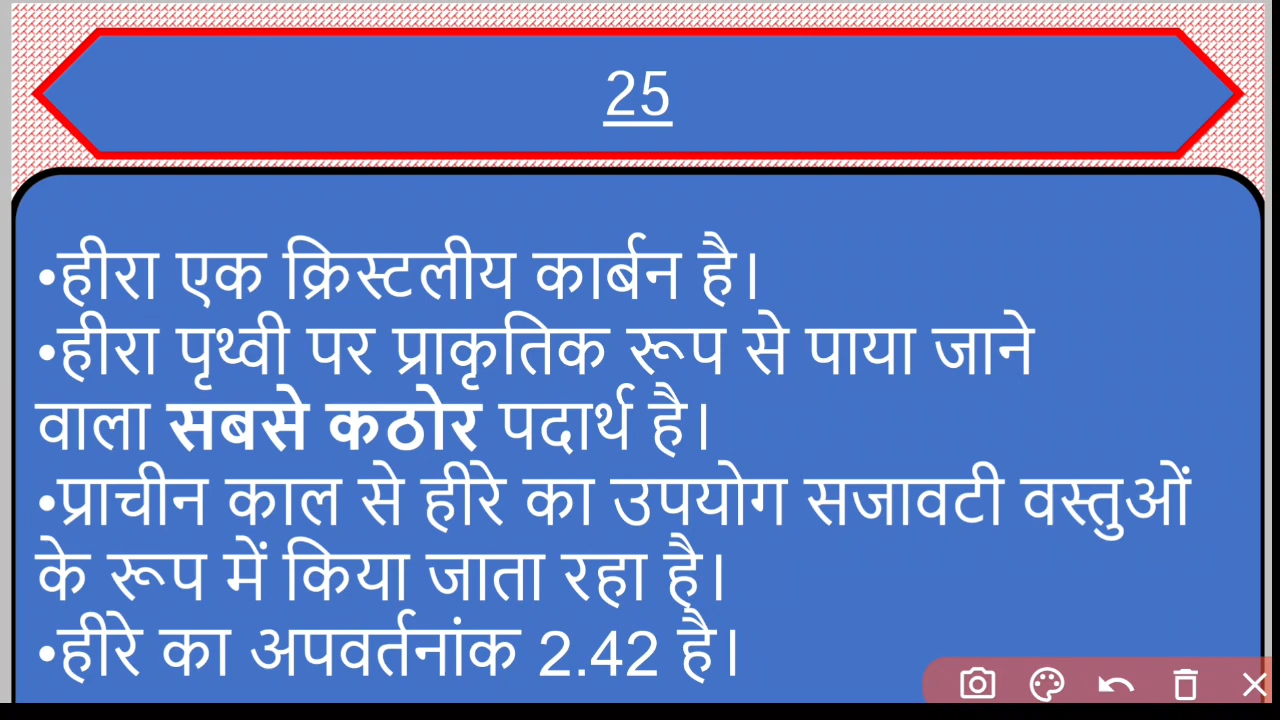 25
•हीरा एक क्रिस्टलीय कार्बन है।
•हीरा पृथ्वी पर प्राकृतिक रूप से पाया जाने
वाला सबसे कठोर पदार्थ है।
•प्राचीन काल से हीरे का उपयोग सजावटी वस्तुओं
के रूप में किया जाता रहा है।
•हीरे का अपवर्तनांक 2.42 है।